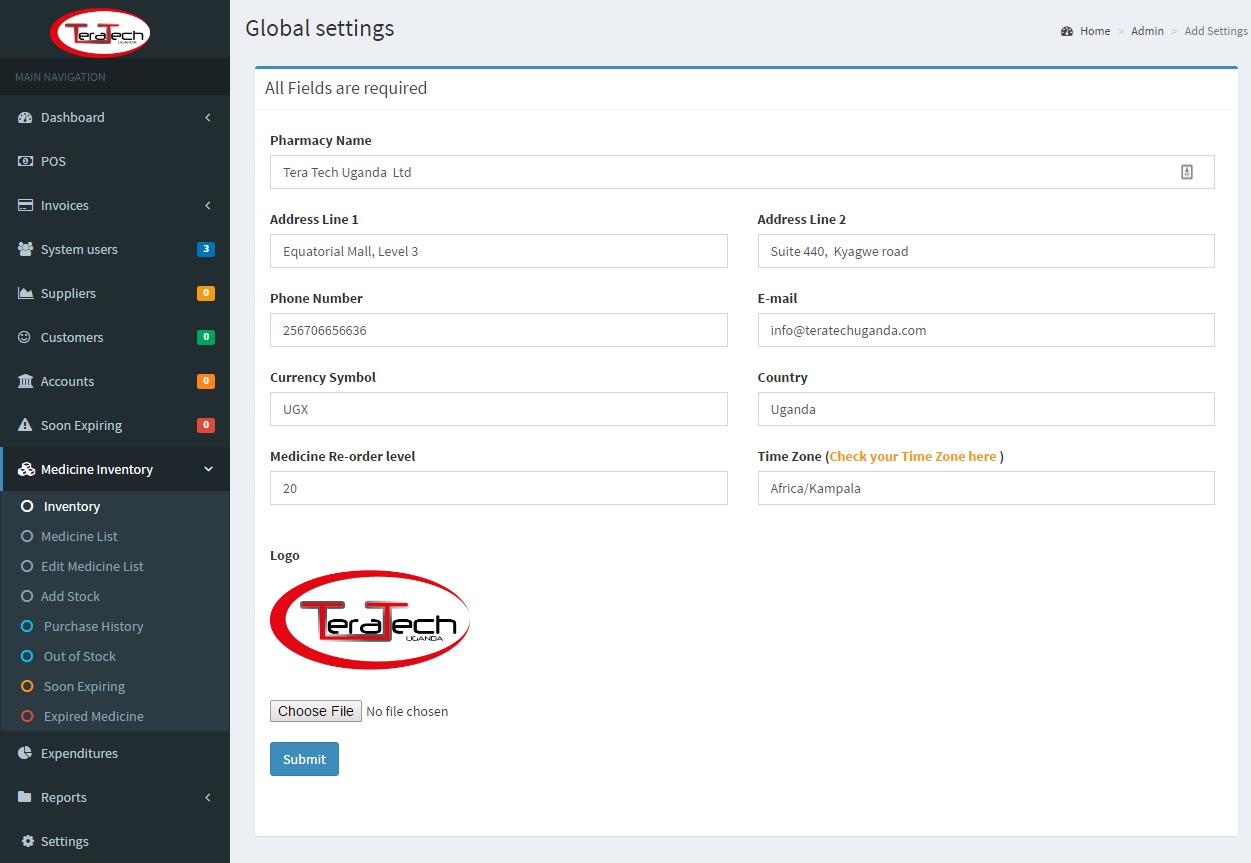 TeraTech
UGANDA
MAIN NAVIGATION
Dashboard
POS
Invoices
System users 3
Suppliers 0
Customers 0
Accounts 0
Soon Expiring 0
Medicine Inventory
Inventory
Medicine List
Edit Medicine List
Add Stock
Purchase History
Out of Stock
Soon Expiring
Expired Medicine
Expenditures
Reports
Settings
Global settings
Home > Admin > Add Settings
All Fields are required
Pharmacy Name
Tera Tech Uganda  Ltd
Address Line 1
Equatorial Mall, Level 3
Address Line 2
Suite 440,  Kyagwe road
Phone Number
256706656636
E-mail
info@teratechuganda.com
Currency Symbol
UGX
Country
Uganda
Medicine Re-order level
20
Time Zone (Check your Time Zone here )
Africa/Kampala
Logo
TeraTech
UGANDA
Choose File No file chosen
Submit